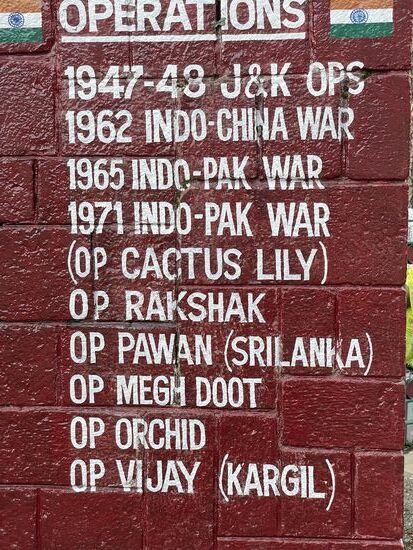 OPERATIONS
1947-48 J&K OPS
1962 INDO-CHINA WAR
1965 INDO-PAK WAR
1971 INDO-PAK WAR
(OP CACTUS LILY)
OP RAKSHAK
OP PAWAN (SRILANKA)
OP MEGH DOOT
OP ORCHID
OP VIJAY (KARGIL)